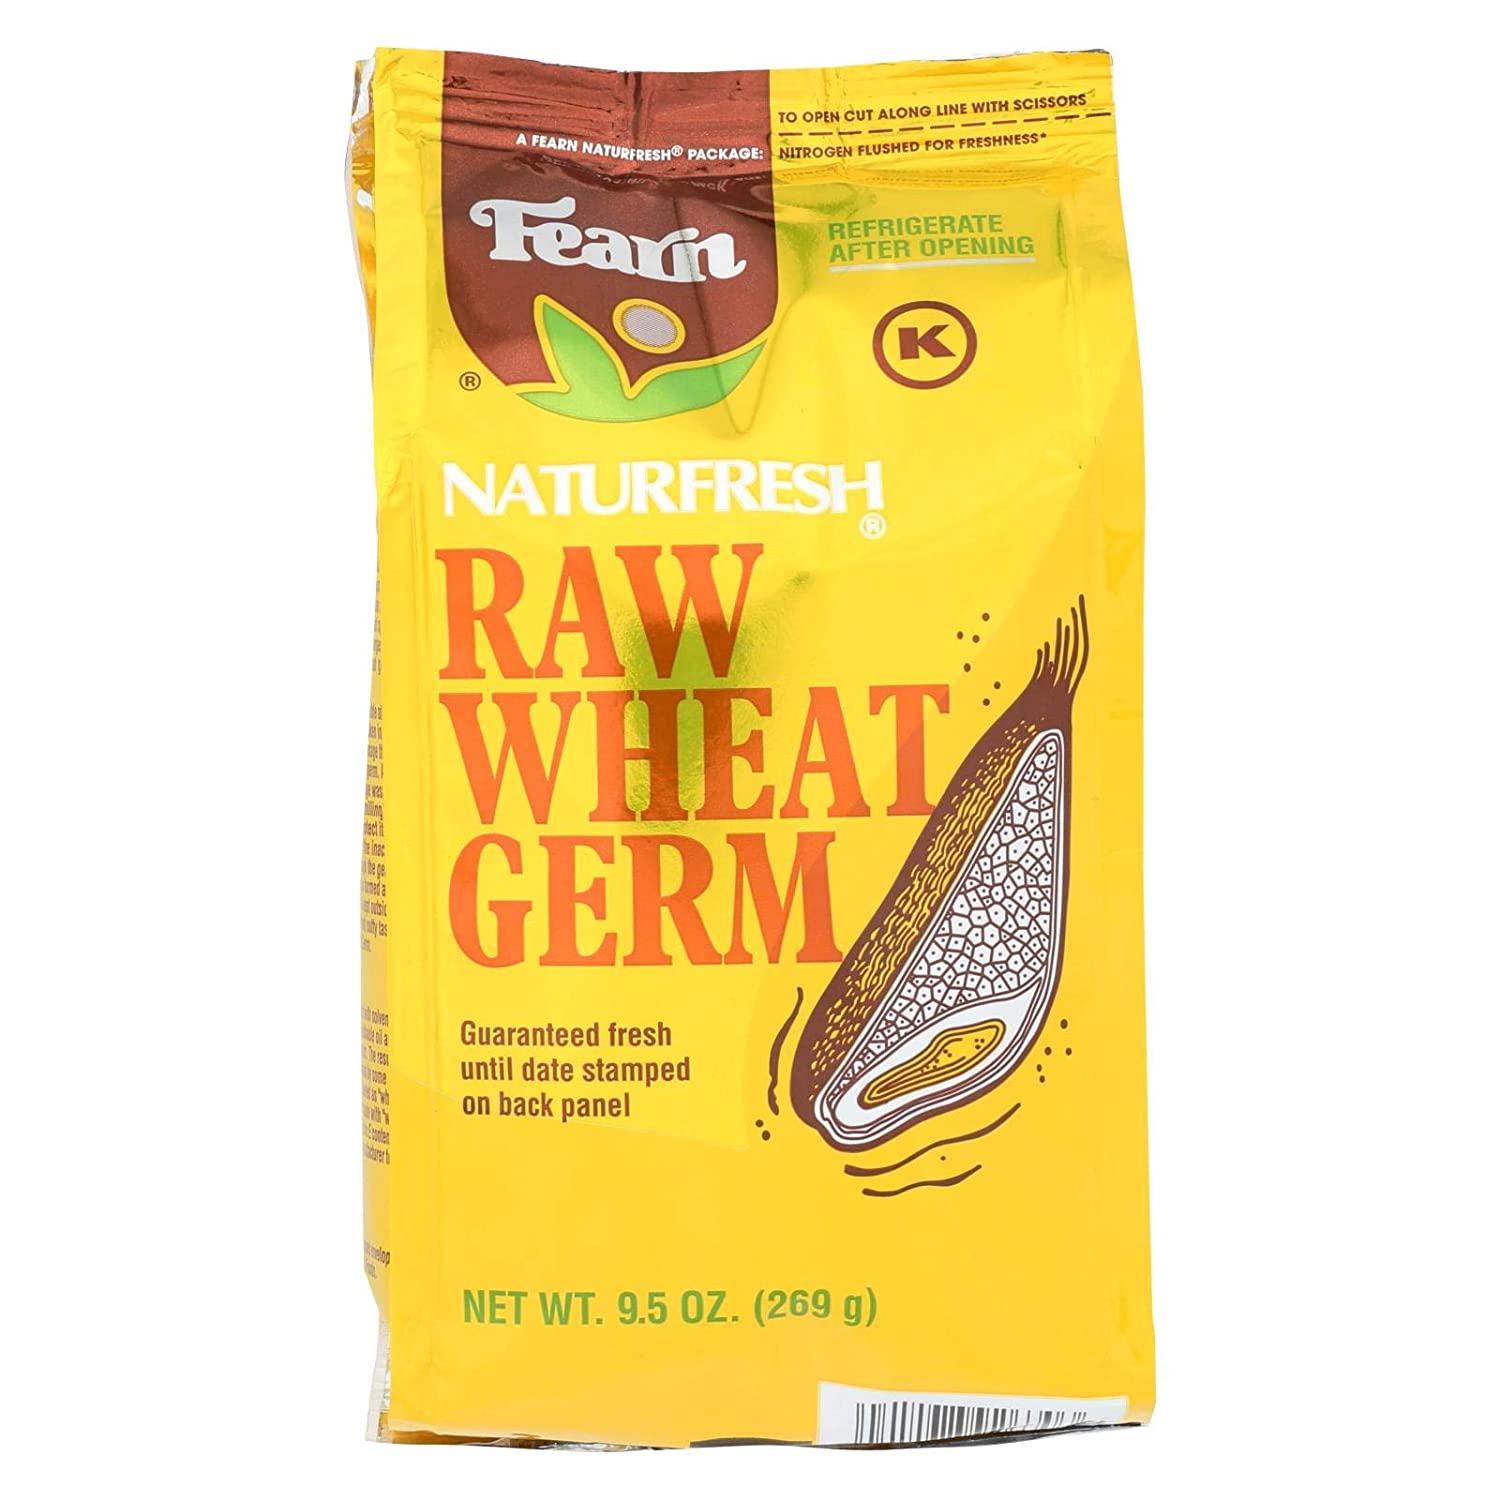 TO OPEN CUT ALONG LINE WITH SCISSORS
A FEARN NATURFRESH® PACKAGE: NITROGEN FLUSHED FOR FRESHNESS*
Fearn
®
REFRIGERATE
AFTER OPENING
K
NATURFRESH
®
RAW
WHEAT
GERM
Guaranteed fresh
until date stamped
on back panel
NET WT. 9.5 OZ. (269 g)